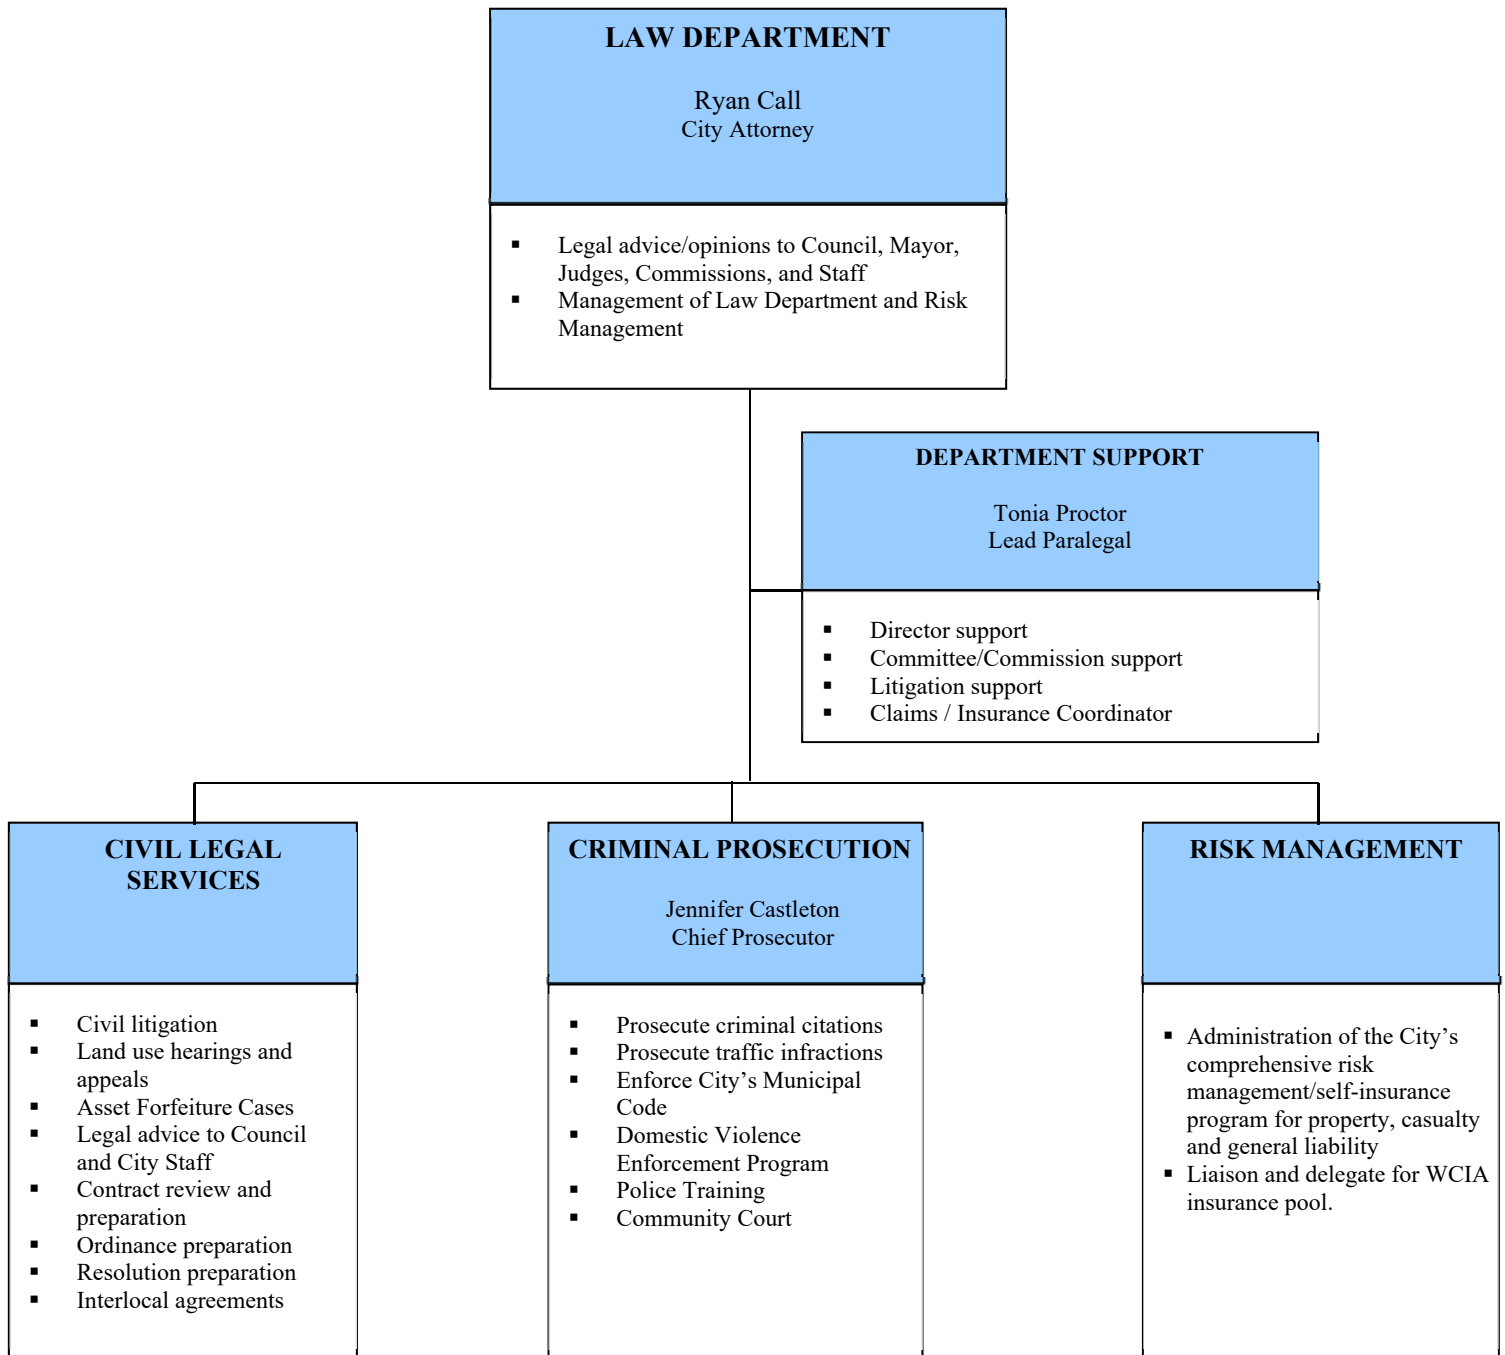 LAW DEPARTMENT
Ryan Call
City Attorney
▪ Legal advice/opinions to Council, Mayor,
Judges, Commissions, and Staff
▪ Management of Law Department and Risk
Management
DEPARTMENT SUPPORT
Tonia Proctor
Lead Paralegal
▪ Director support
▪ Committee/Commission support
▪ Litigation support
▪ Claims / Insurance Coordinator
CIVIL LEGAL
SERVICES
▪ Civil litigation
▪ Land use hearings and
appeals
▪ Asset Forfeiture Cases
▪ Legal advice to Council
and City Staff
▪ Contract review and
preparation
▪ Ordinance preparation
▪ Resolution preparation
▪ Interlocal agreements
CRIMINAL PROSECUTION
Jennifer Castleton
Chief Prosecutor
▪ Prosecute criminal citations
▪ Prosecute traffic infractions
▪ Enforce City’s Municipal
Code
▪ Domestic Violence
Enforcement Program
▪ Police Training
▪ Community Court
RISK MANAGEMENT
▪ Administration of the City’s
comprehensive risk
management/self-insurance
program for property, casualty
and general liability
▪ Liaison and delegate for WCIA
insurance pool.